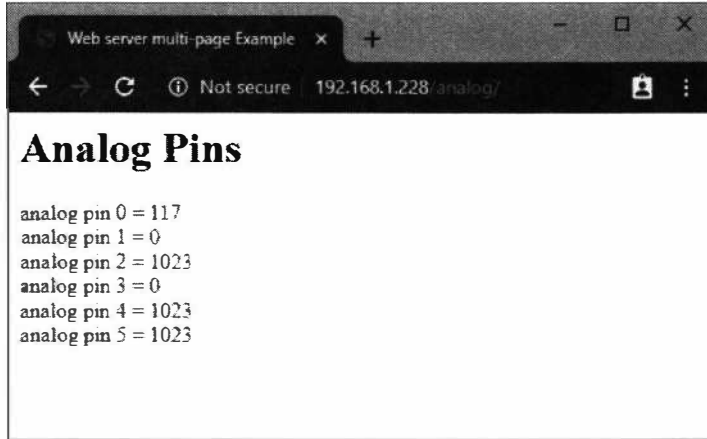 Web server multi-page Example
Not secure 192.168.1.228/analog/
Analog Pins
analog pin 0 = 117
analog pin 1 = 0
analog pin 2 = 1023
analog pin 3 = 0
analog pin 4 = 1023
analog pin 5 = 1023